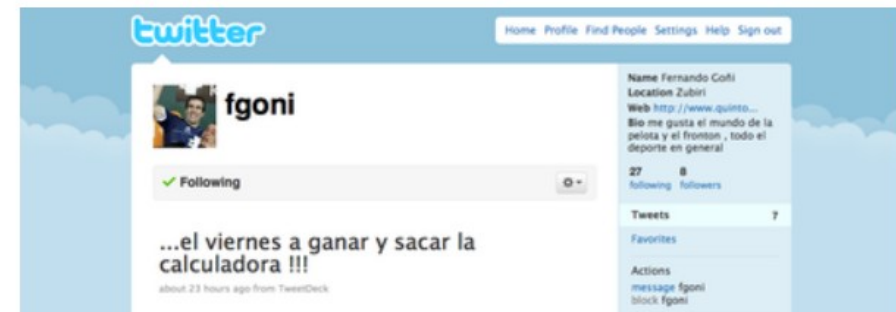 twitter
Home Profile Find People Settings Help Sign out
fgoni
Following
...el viernes a ganar y sacar la
calculadora !!!
about 23 hours ago from TweetDeck
Name Fernando Goñi
Location Zubiri
Web http://www.quinto...
Bio me gusta el mundo de la
pelota y el fronton , todo el
deporte en general
27 8
following followers
Tweets 7
Favorites
Actions
message fgoni
block fgoni